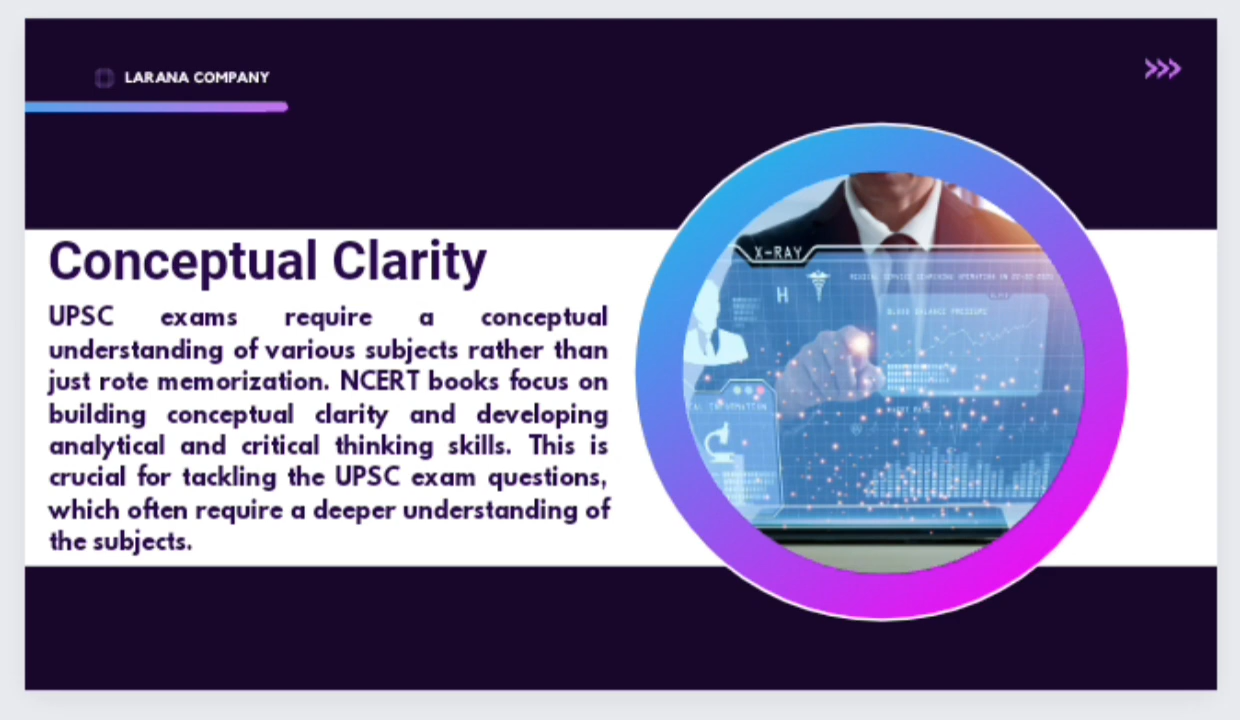 LARANA COMPANY
Conceptual Clarity
UPSC exams require a conceptual
understanding of various subjects rather than
just rote memorization. NCERT books focus on
building conceptual clarity and developing
analytical and critical thinking skills. This is
crucial for tackling the UPSC exam questions,
which often require a deeper understanding of
the subjects.
X-RAY
H
BLOOD BALANCE PRESSURE
AL INFORMATION